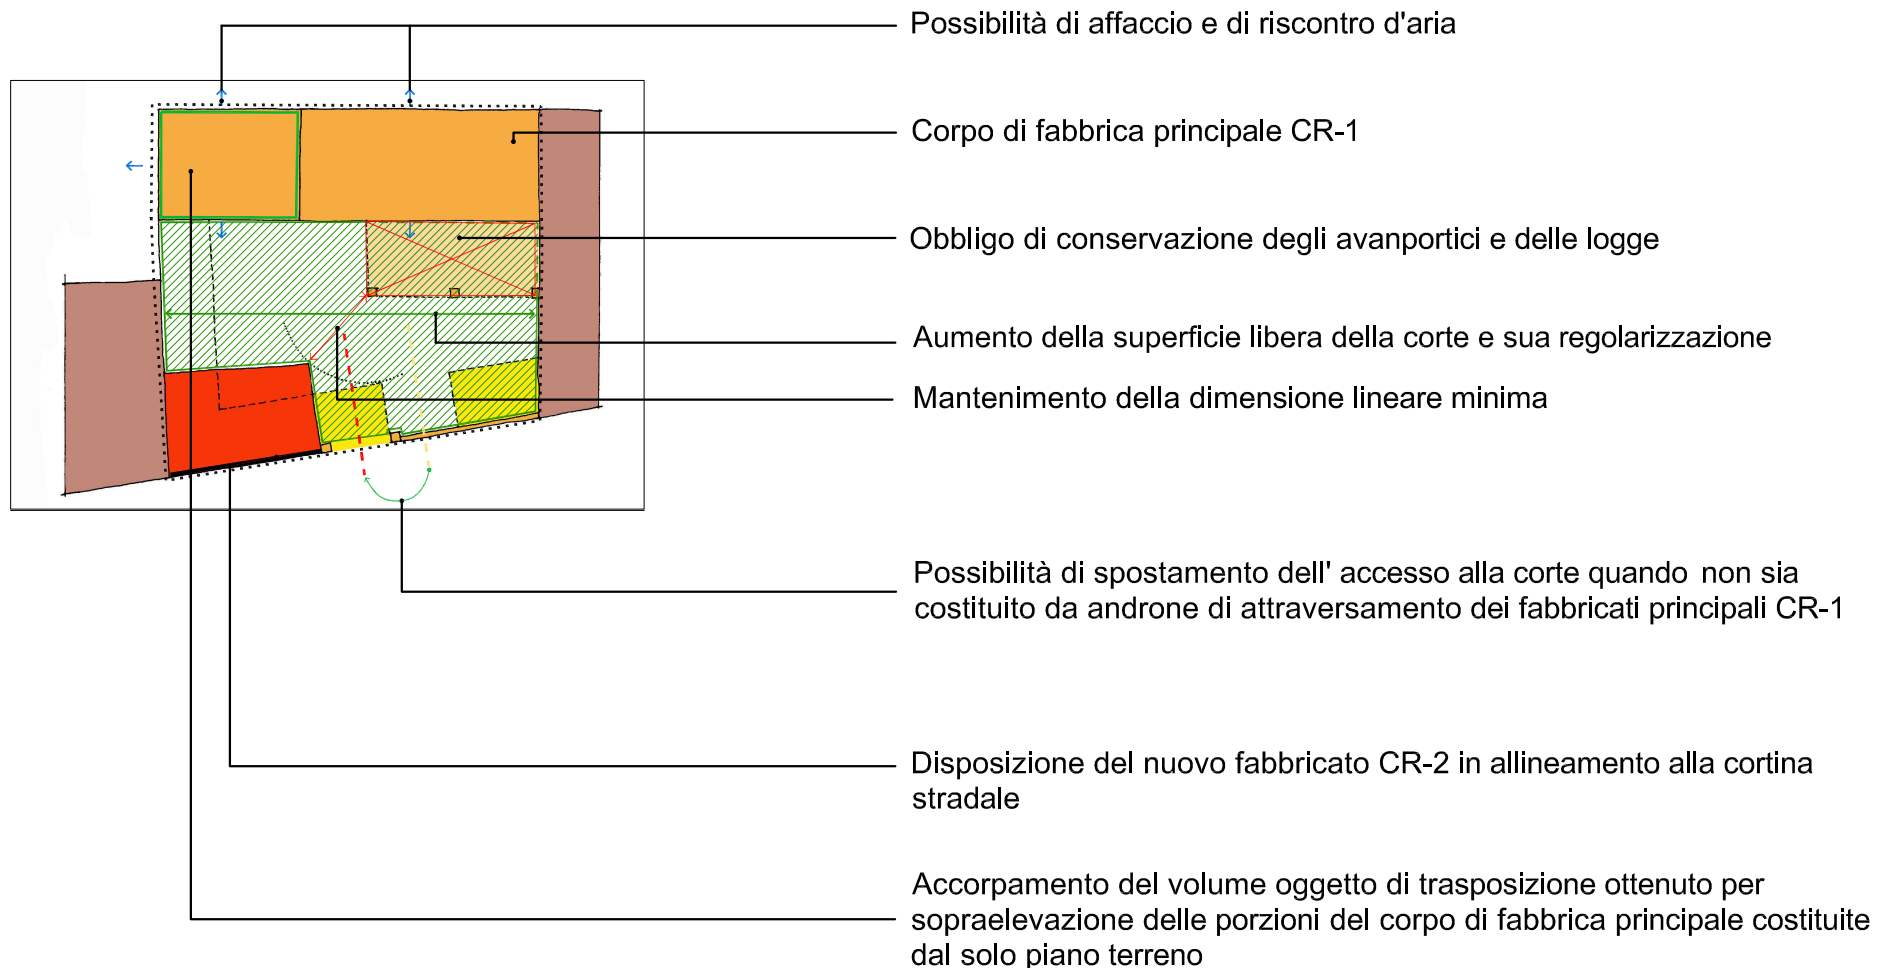 Possibilità di affaccio e di riscontro d'aria
Corpo di fabbrica principale CR-1
Obbligo di conservazione degli avanportici e delle logge
Aumento della superficie libera della corte e sua regolarizzazione
Mantenimento della dimensione lineare minima
Possibilità di spostamento dell' accesso alla corte quando non sia
costituito da androne di attraversamento dei fabbricati principali CR-1
Disposizione del nuovo fabbricato CR-2 in allineamento alla cortina
stradale
Accorpamento del volume oggetto di trasposizione ottenuto per
sopraelevazione delle porzioni del corpo di fabbrica principale costituite
dal solo piano terreno